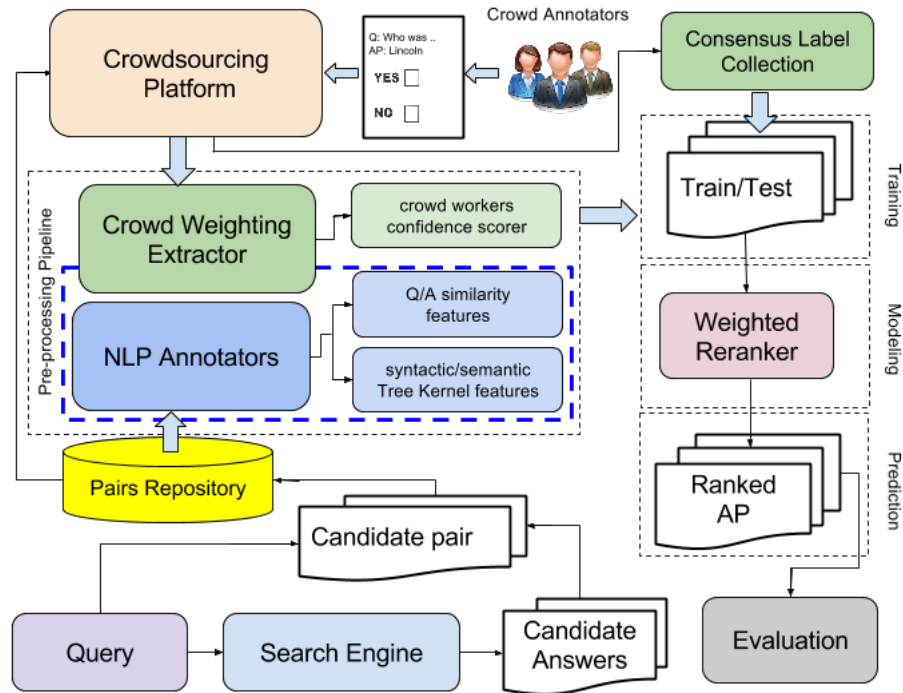 Crowd Annotators
Crowdsourcing
Platform
Q: Who was ..
AP: Lincoln
YES
NO
Consensus Label
Collection
Pre-processing Pipeline
Crowd Weighting
Extractor
crowd workers
confidence scorer
NLP Annotators
Q/A similarity
features
syntactic/semantic
Tree Kernel features
Train/Test
Training
Weighted
Reranker
Modeling
Ranked
AP
Prediction
Pairs Repository
Candidate pair
Query
Search Engine
Candidate
Answers
Evaluation